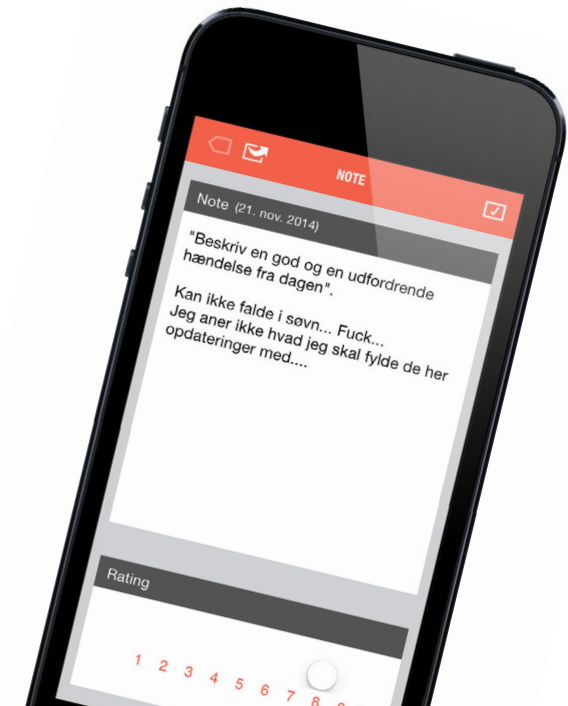 NOTE
Note (21. nov. 2014)
"Beskriv en god og en udfordrende
hændelse fra dagen".
Kan ikke falde i søvn... Fuck...
Jeg aner ikke hvad jeg skal fylde de her
opdateringer med....
Rating
1 2 3 4 5 6 7 8